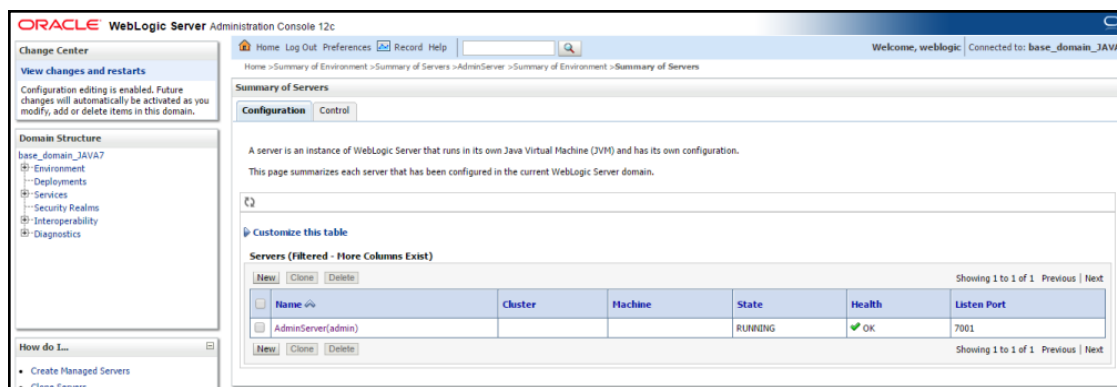 ORACLE WebLogic Server Administration Console 12c
Change Center
View changes and restarts
Configuration editing is enabled. Future
changes will automatically be activated as you
modify, add or delete items in this domain.
Domain Structure
base_domain_JAVA7
Environment
Deployments
Services
Security Realms
Interoperability
Diagnostics
How do I...
Create Managed Servers
Clone Servers
Home Log Out Preferences Record Help
Welcome, weblogic Connected to: base_domain_JAVA
Home >Summary of Environment >Summary of Servers >AdminServer >Summary of Environment >Summary of Servers
Summary of Servers
Configuration Control
A server is an instance of WebLogic Server that runs in its own Java Virtual Machine (JVM) and has its own configuration.
This page summarizes each server that has been configured in the current WebLogic Server domain.
Customize this table
Servers (Filtered - More Columns Exist)
New Clone Delete Showing 1 to 1 of 1 Previous | Next
Name Cluster Machine State Health Listen Port
AdminServer(admin) RUNNING OK 7001
New Clone Delete Showing 1 to 1 of 1 Previous | Next